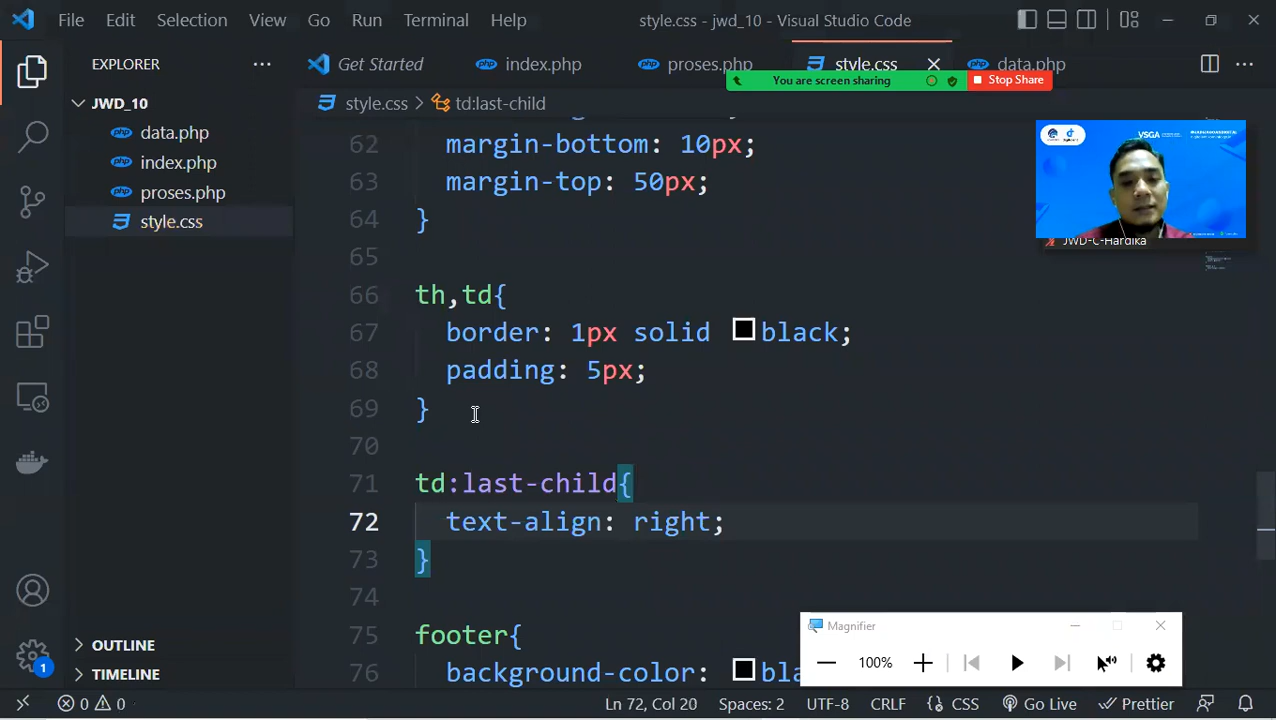 File Edit Selection View Go Run Terminal Help
style.css - jwd_10 - Visual Studio Code
EXPLORER
JWD_10
data.php
index.php
proses.php
style.css
OUTLINE
TIMELINE
Get Started index.php proses.php style.css data.php
You are screen sharing Stop Share
style.css > td:last-child
VSGA
JWD-C-Hardika
62 margin-bottom: 10px;
63 margin-top: 50px;
64 }
65
66 th,td{
67 border: 1px solid black;
68 padding: 5px;
69 }
70
71 td:last-child{
72 text-align: right;
73 }
74
75 footer{
76 background-color: bla
Magnifier
100%
1
0 0 Ln 72, Col 20 Spaces: 2 UTF-8 CRLF CSS Go Live Prettier